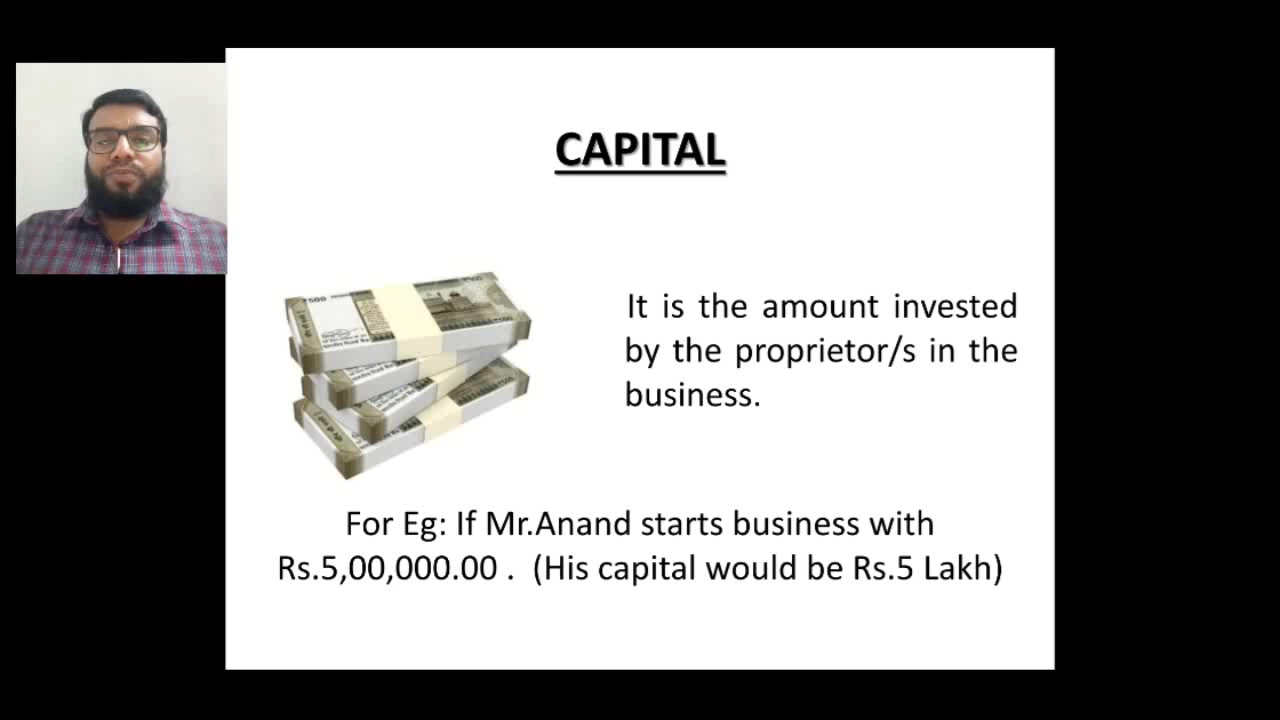 CAPITAL
₹500
It is the amount invested
by the proprietor/s in the
business.
For Eg: If Mr.Anand starts business with
Rs.5,00,000.00 .  (His capital would be Rs.5 Lakh)